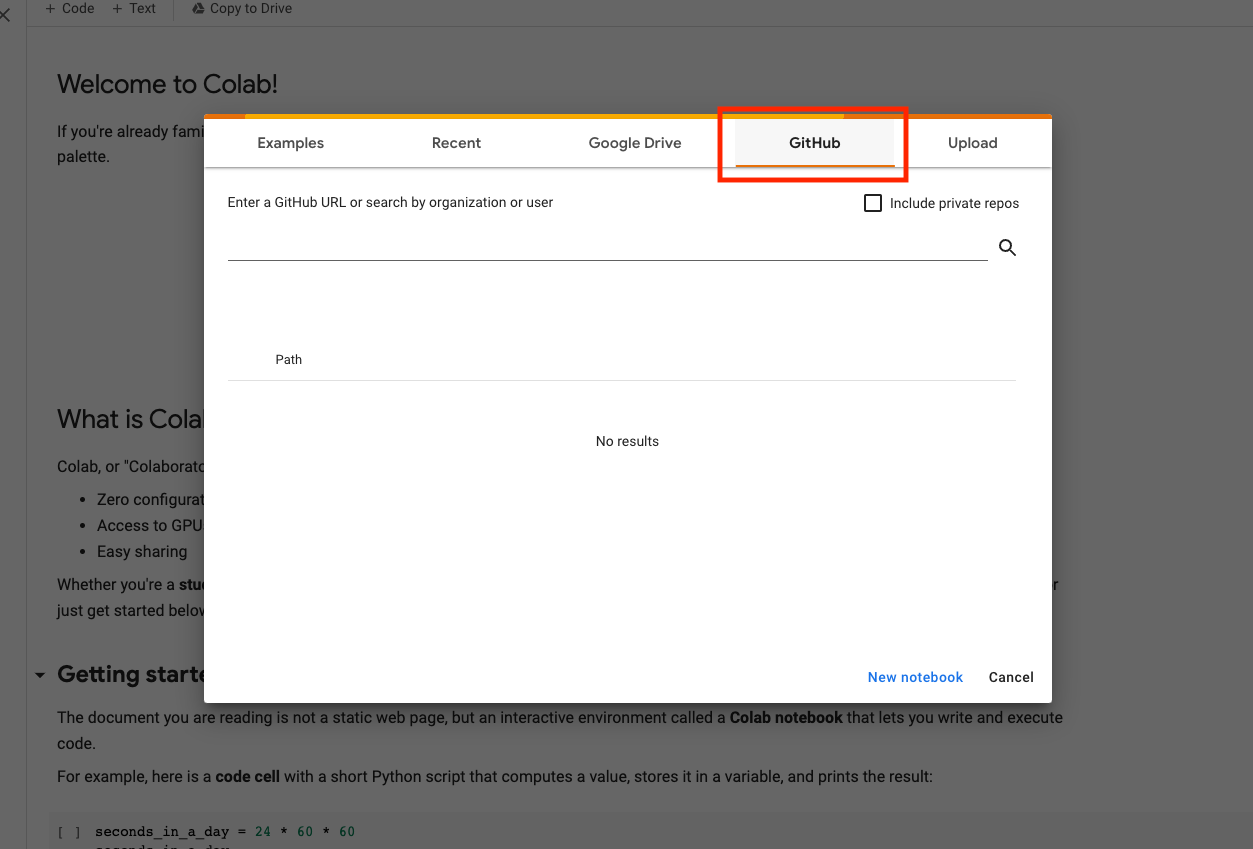 + Code + Text Copy to Drive
Welcome to Colab!
If you're already fami
palette.
Examples Recent Google Drive GitHub Upload
Enter a GitHub URL or search by organization or user
Include private repos
Path
No results
New notebook Cancel
What is Cola
Colab, or "Colaborato
• Zero configurat
• Access to GPU
• Easy sharing
Whether you're a stud r
just get started below
Getting starte
The document you are reading is not a static web page, but an interactive environment called a Colab notebook that lets you write and execute
code.
For example, here is a code cell with a short Python script that computes a value, stores it in a variable, and prints the result:
[ ] seconds_in_a_day = 24 * 60 * 60
seconds_in_a_day